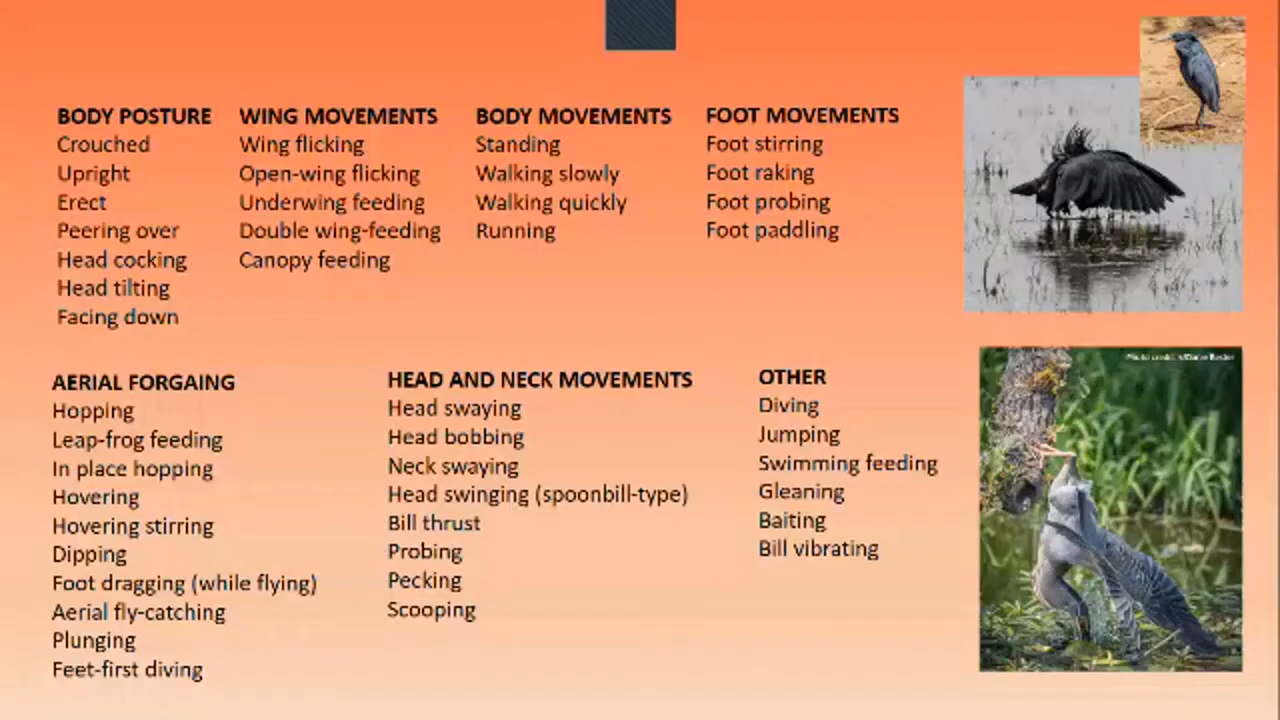 BODY POSTURE
Crouched
Upright
Erect
Peering over
Head cocking
Head tilting
Facing down
WING MOVEMENTS
Wing flicking
Open-wing flicking
Underwing feeding
Double wing-feeding
Canopy feeding
BODY MOVEMENTS
Standing
Walking slowly
Walking quickly
Running
FOOT MOVEMENTS
Foot stirring
Foot raking
Foot probing
Foot paddling
AERIAL FORGAING
Hopping
Leap-frog feeding
In place hopping
Hovering
Hovering stirring
Dipping
Foot dragging (while flying)
Aerial fly-catching
Plunging
Feet-first diving
HEAD AND NECK MOVEMENTS
Head swaying
Head bobbing
Neck swaying
Head swinging (spoonbill-type)
Bill thrust
Probing
Pecking
Scooping
OTHER
Diving
Jumping
Swimming feeding
Gleaning
Baiting
Bill vibrating
Photo credit: